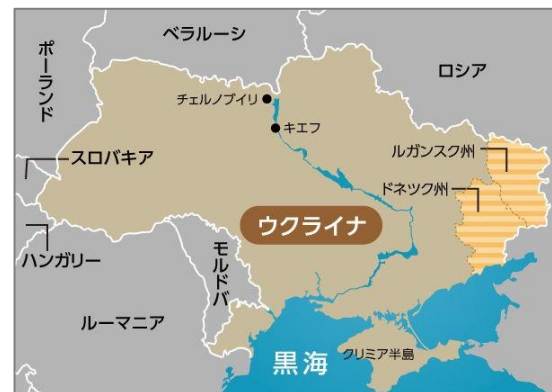 ベラルーシ
ポーランド
ロシア
チェルノブイリ
キエフ
スロバキア
ルガンスク州
ドネツク州
ウクライナ
ハンガリー
モルドバ
ルーマニア
黒海
クリミア半島